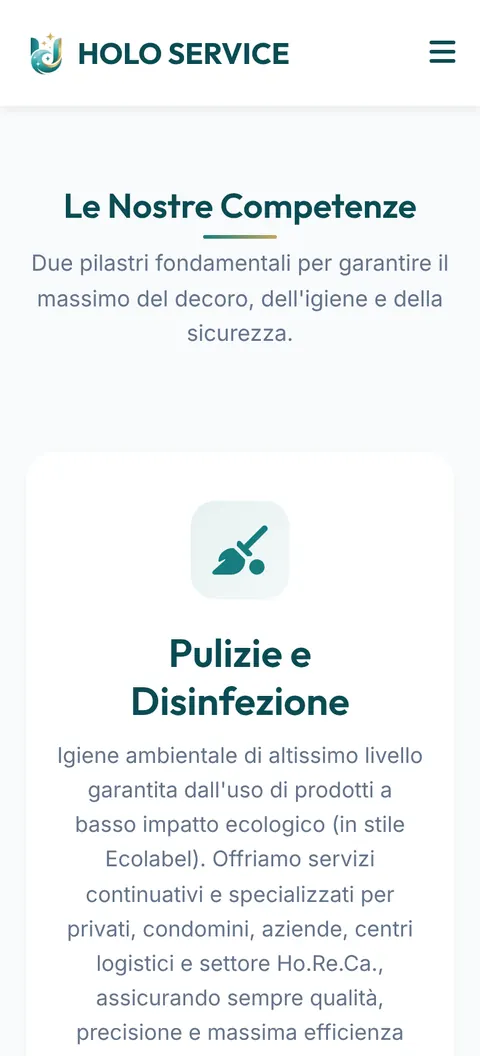 HOLO SERVICE
Le Nostre Competenze
Due pilastri fondamentali per garantire il
massimo del decoro, dell'igiene e della
sicurezza.
Pulizie e
Disinfezione
Igiene ambientale di altissimo livello
garantita dall'uso di prodotti a
basso impatto ecologico (in stile
Ecolabel). Offriamo servizi
continuativi e specializzati per
privati, condomini, aziende, centri
logistici e settore Ho.Re.Ca.,
assicurando sempre qualità,
precisione e massima efficienza